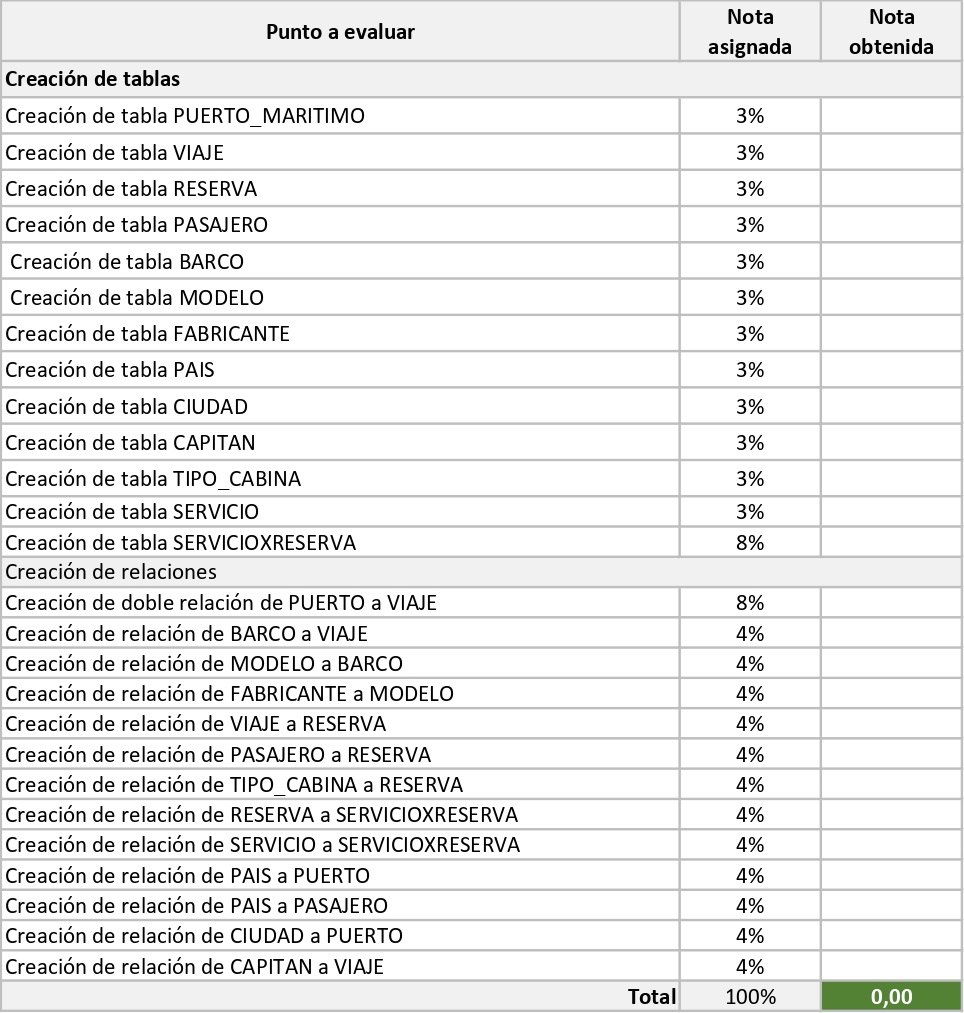 Punto a evaluar Nota asignada Nota obtenida
Creación de tablas
Creación de tabla PUERTO_MARITIMO 3%
Creación de tabla VIAJE 3%
Creación de tabla RESERVA 3%
Creación de tabla PASAJERO 3%
Creación de tabla BARCO 3%
Creación de tabla MODELO 3%
Creación de tabla FABRICANTE 3%
Creación de tabla PAIS 3%
Creación de tabla CIUDAD 3%
Creación de tabla CAPITAN 3%
Creación de tabla TIPO_CABINA 3%
Creación de tabla SERVICIO 3%
Creación de tabla SERVICIOXRESERVA 8%
Creación de relaciones
Creación de doble relación de PUERTO a VIAJE 8%
Creación de relación de BARCO a VIAJE 4%
Creación de relación de MODELO a BARCO 4%
Creación de relación de FABRICANTE a MODELO 4%
Creación de relación de VIAJE a RESERVA 4%
Creación de relación de PASAJERO a RESERVA 4%
Creación de relación de TIPO_CABINA a RESERVA 4%
Creación de relación de RESERVA a SERVICIOXRESERVA 4%
Creación de relación de SERVICIO a SERVICIOXRESERVA 4%
Creación de relación de PAIS a PUERTO 4%
Creación de relación de PAIS a PASAJERO 4%
Creación de relación de CIUDAD a PUERTO 4%
Creación de relación de CAPITAN a VIAJE 4%
Total 100% 0,00